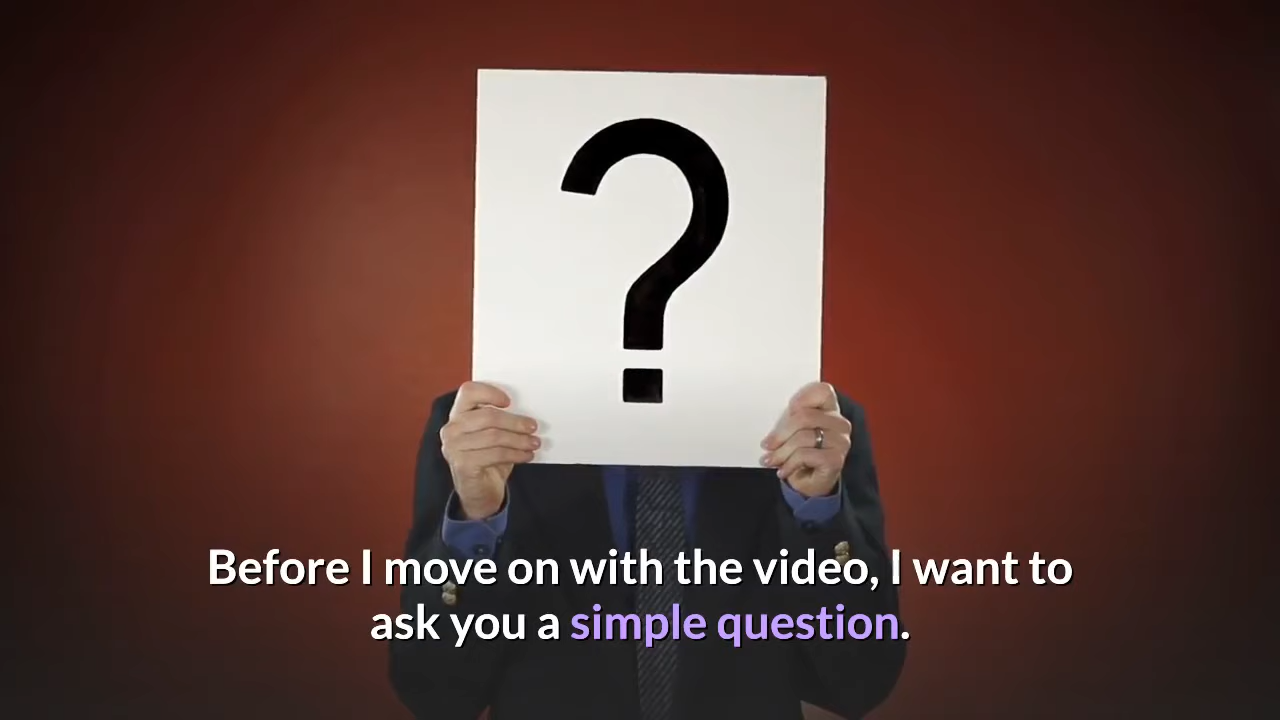 ?
Before I move on with the video, I want to
ask you a simple question.